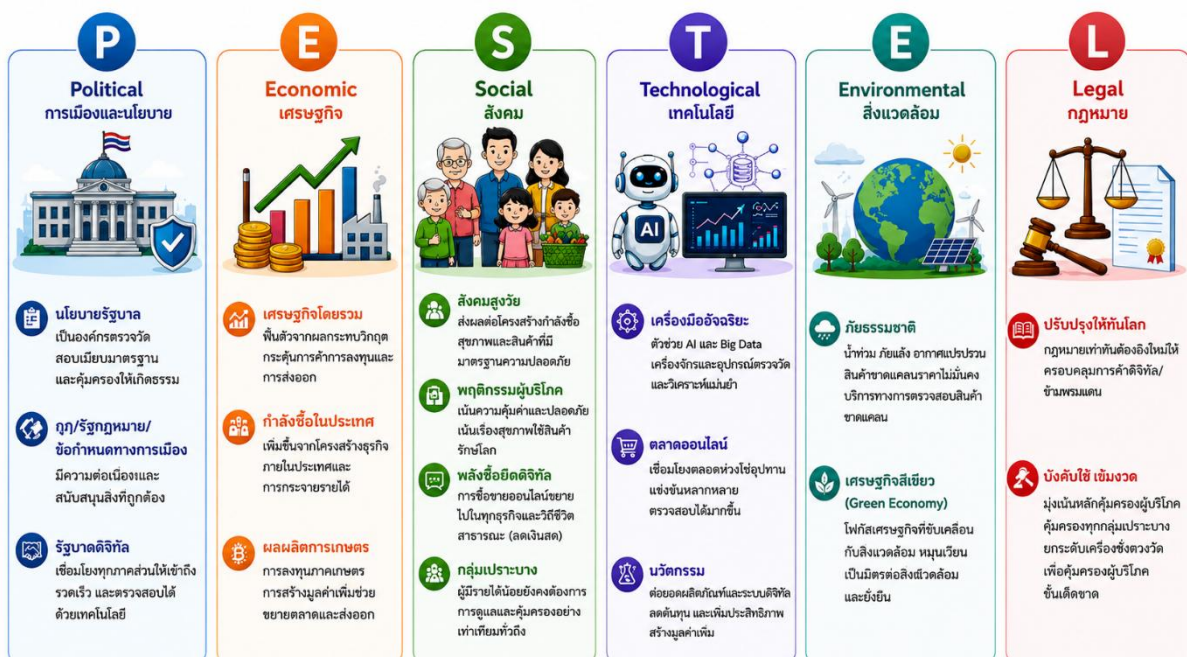 P
Political
การเมืองและนโยบาย
นโยบายรัฐบาล
เป็นองค์กรตรวจวัด
สอบเมียบมาตรฐาน
และคุ้มครองให้เกิดธรรม
กูก/รัฐกฎหมาย/
ข้อกำหนดทางการเมือง
มีความต่อเนื่องและ
สนับสนุนสิ่งที่ถูกต้อง
รัฐบาดดิจิทัล
เชื่อมโยงทุกภาคส่วนให้เข้าถึง
รวดเร็ว และตรวจสอบได้
ด้วยเทคโนโลยี
E
Economic
เศรษฐกิจ
เศรษฐกิจโดยรวม
ฟื้นตัวจากผลกระทบวิกฤต
กระตุ้นการค้าการลงทุนและ
การส่งออก
กำลังซื้อในประเทศ
เพิ่มขึ้นจากโครงสร้างธุรกิจ
ภายในประเทศและ
การกระจายรายได้
ผลผลิตการเกษตร
การลงทุนภาคเกษตร
การสร้างมูลค่าเพิ่มช่วย
ขยายตลาดและส่งออก
S
Social
สังคม
สังคมสูงวัย
ส่งผลต่อโครงสร้างกำลังซื้อ
สุขภาพและสินค้าที่มี
มาตรฐานความปลอดภัย
พฤติกรรมผู้บริโภค
เน้นความคุ้มค่าและปลอดภัย
เน้นเรื่องสุขภาพใช้สินค้า
รักษ์โลก
พลังซื้อยึดดิจิทัล
การซื้อขายออนไลน์ขยาย
ไปในทุกธุรกิจและวิถีชีวิต
สาธารณะ (ลดเงินสด)
กลุ่มเปราะบาง
ผู้มีรายได้น้อยยังคงต้องการ
การดูแลและคุ้มครองอย่าง
เท่าเทียมทั่วถึง
T
Technological
เทคโนโลยี
AI
เครื่องมืออัจฉริยะ
ตัวช่วย AI และ Big Data
เครื่องจักรและอุปกรณ์ตรวจวัด
และวิเคราะห์แม่นยำ
ตลาดออนไลน์
เชื่อมโยงตลอดห่วงโซ่อุปทาน
แข่งขันหลากหลาย
ตรวจสอบได้มากขึ้น
นวัตกรรม
ต่อยอดผลิตภัณฑ์และระบบดิจิทัล
ลดต้นทุน และเพิ่มประสิทธิภาพ
สร้างมูลค่าเพิ่ม
E
Environmental
สิ่งแวดล้อม
ภัยธรรมชาติ
น้ำท่วม ภัยแล้ง อากาศแปรปรวน
สินค้าขาดแคลนราคาไม่มั่นคง
บริการทางการตรวจสอบสินค้า
ขาดแคลน
เศรษฐกิจสีเขียว
(Green Economy)
โฟกัสเศรษฐกิจที่ขับเคลื่อน
กับสิ่งแวดล้อม หมุนเวียน
เป็นมิตรต่อสิ่งแวดล้อม
และยั่งยืน
L
Legal
กฎหมาย
ปรับปรุงให้ทันโลก
กฎหมายเท่าทันต้องอิงใหม่ให้
ครอบคลุมการค้าดิจิทัล/
ข้ามพรมแดน
บังคับใช้ เข้มงวด
มุ่งเน้นหลักคุ้มครองผู้บริโภค
คุ้มครองทุกกลุ่มเปราะบาง
ยกระดับเครื่องชั่งตวงวัด
เพื่อคุ้มครองผู้บริโภค
ขั้นเด็ดขาด